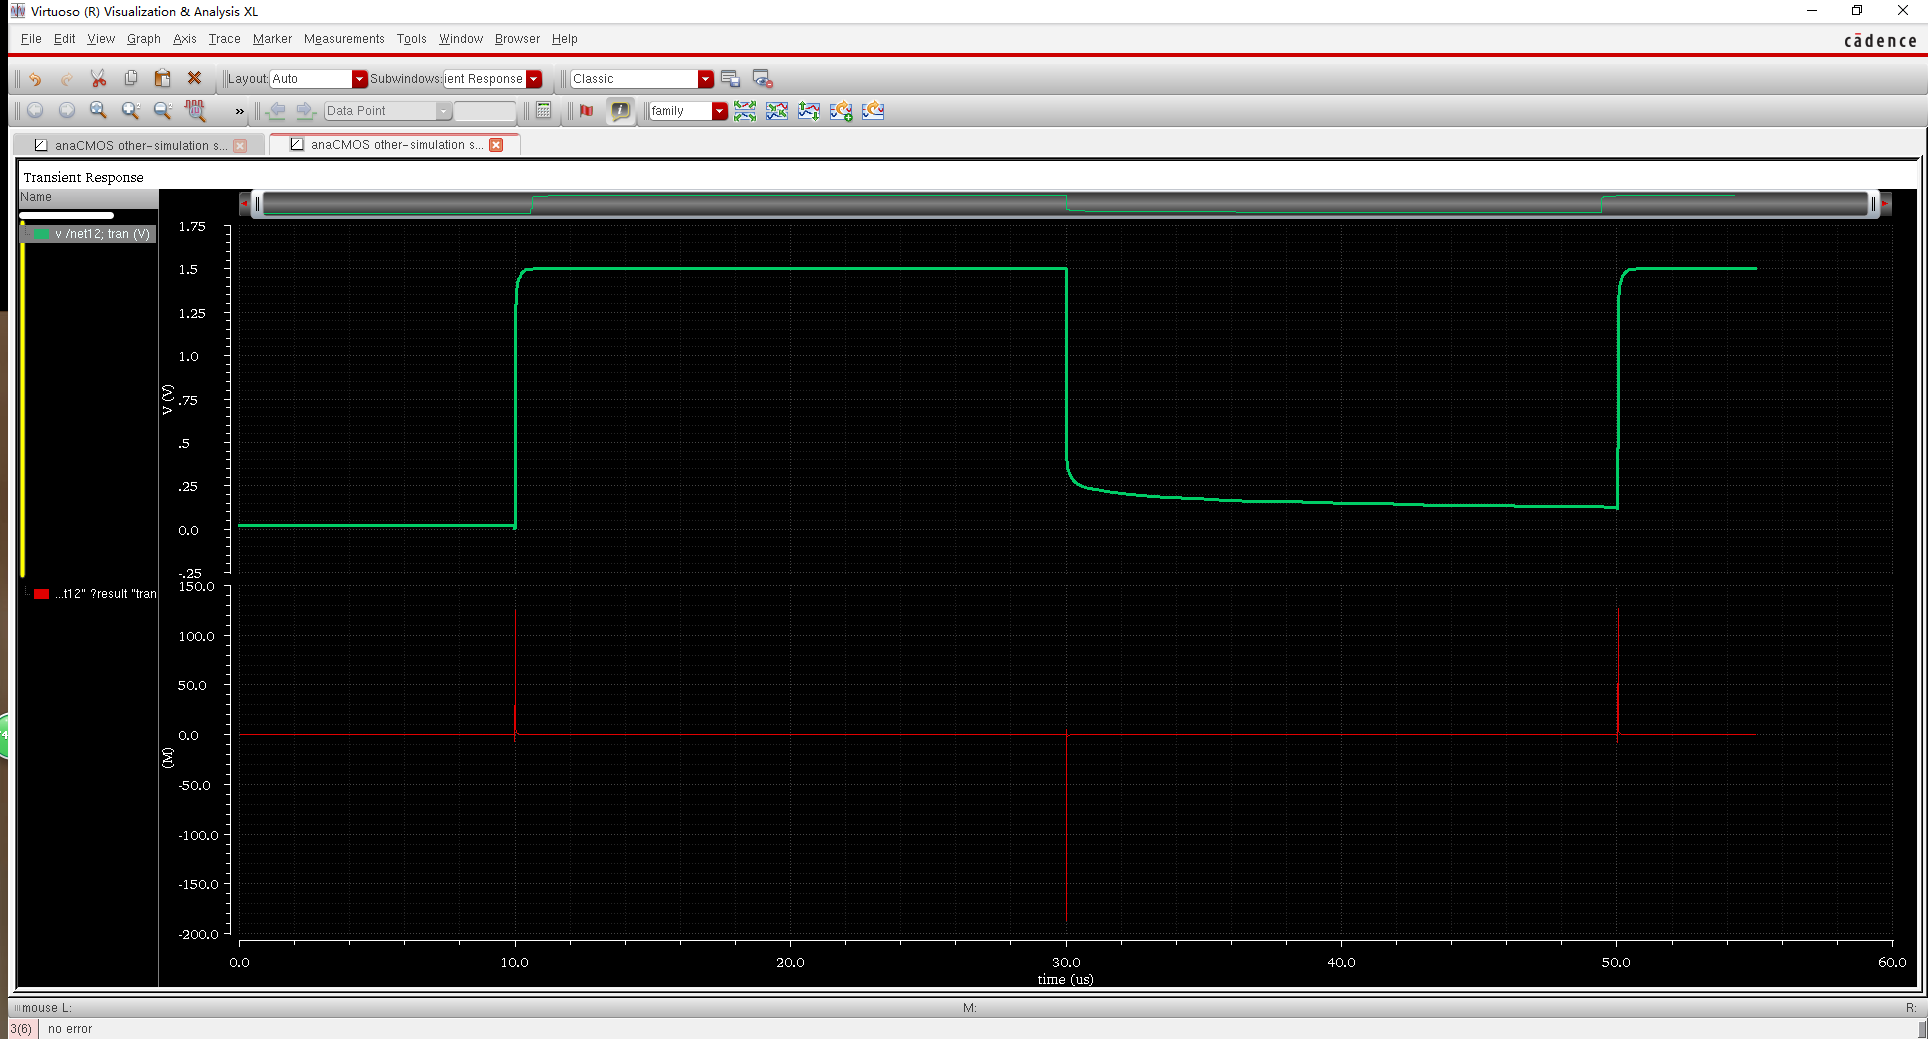 Virtuoso (R) Visualization & Analysis XL
File Edit View Graph Axis Trace Marker Measurements Tools Window Browser Help
cādence
Layout: Auto Subwindows: ient Response Classic
» Data Point family
anaCMOS other-simulation s... anaCMOS other-simulation s...
Transient Response
Name
v /net12; tran (V)
1.75
1.5
1.25
1.0
.75
.5
.25
0.0
-.25
V (V)
...t12" ?result "tran
150.0
100.0
50.0
0.0
-50.0
-100.0
-150.0
-200.0
(M)
0.0 10.0 20.0 30.0 40.0 50.0 60.0
time (us)
mouse L: M: R:
3(6) no error